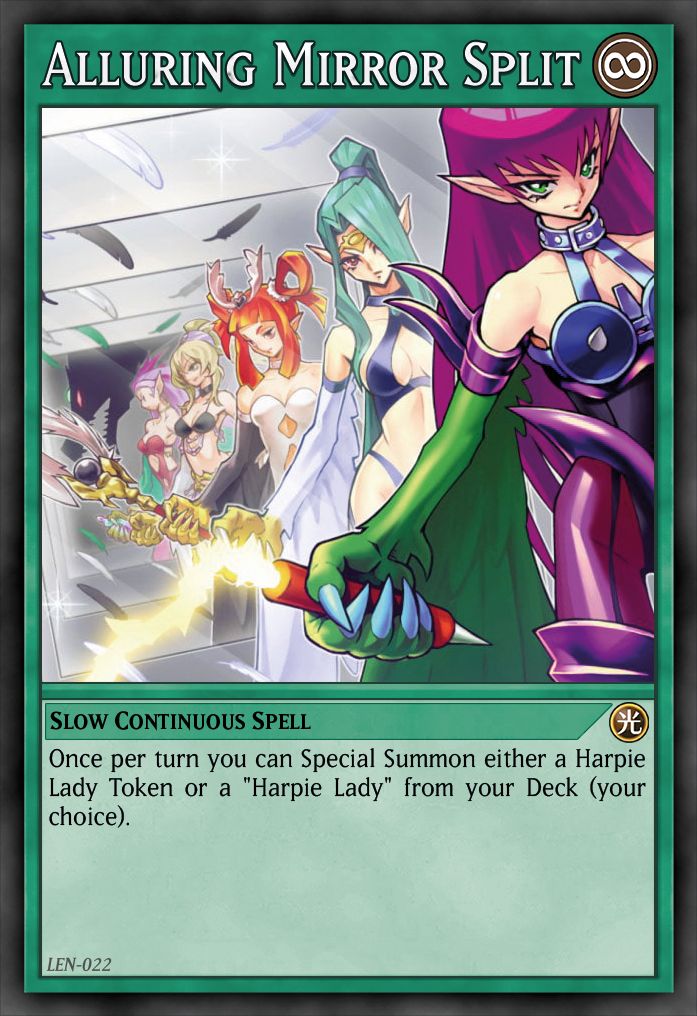 Alluring Mirror Split
Slow Continuous Spell 光
Once per turn you can Special Summon either a Harpie
Lady Token or a "Harpie Lady" from your Deck (your
choice).
LEN-022